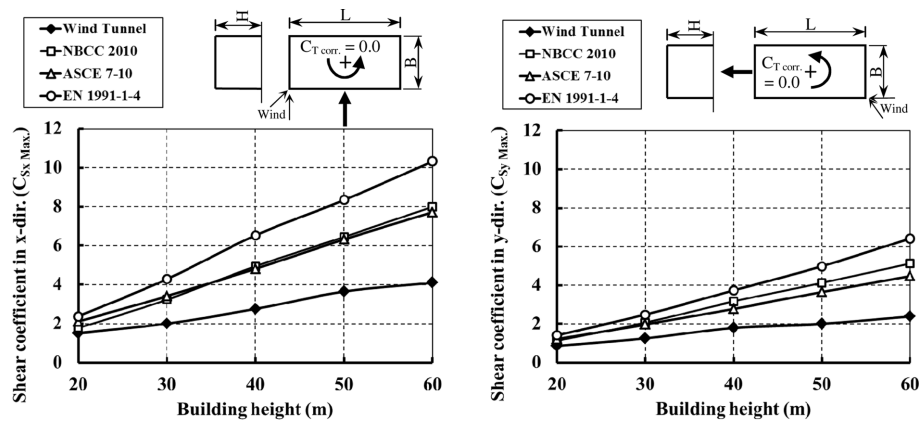 Wind Tunnel
NBCC 2010
ASCE 7-10
EN 1991-1-4
H
L
B
C_T corr. = 0.0
+
Wind
Shear coefficient in x-dir. (C_Sx Max.)
12
10
8
6
4
2
0
20 30 40 50 60
Building height (m)
Wind Tunnel
NBCC 2010
ASCE 7-10
EN 1991-1-4
H
L
B
C_T corr. +
= 0.0
Wind
Shear coefficient in y-dir. (C_Sy Max.)
12
10
8
6
4
2
0
20 30 40 50 60
Building height (m)